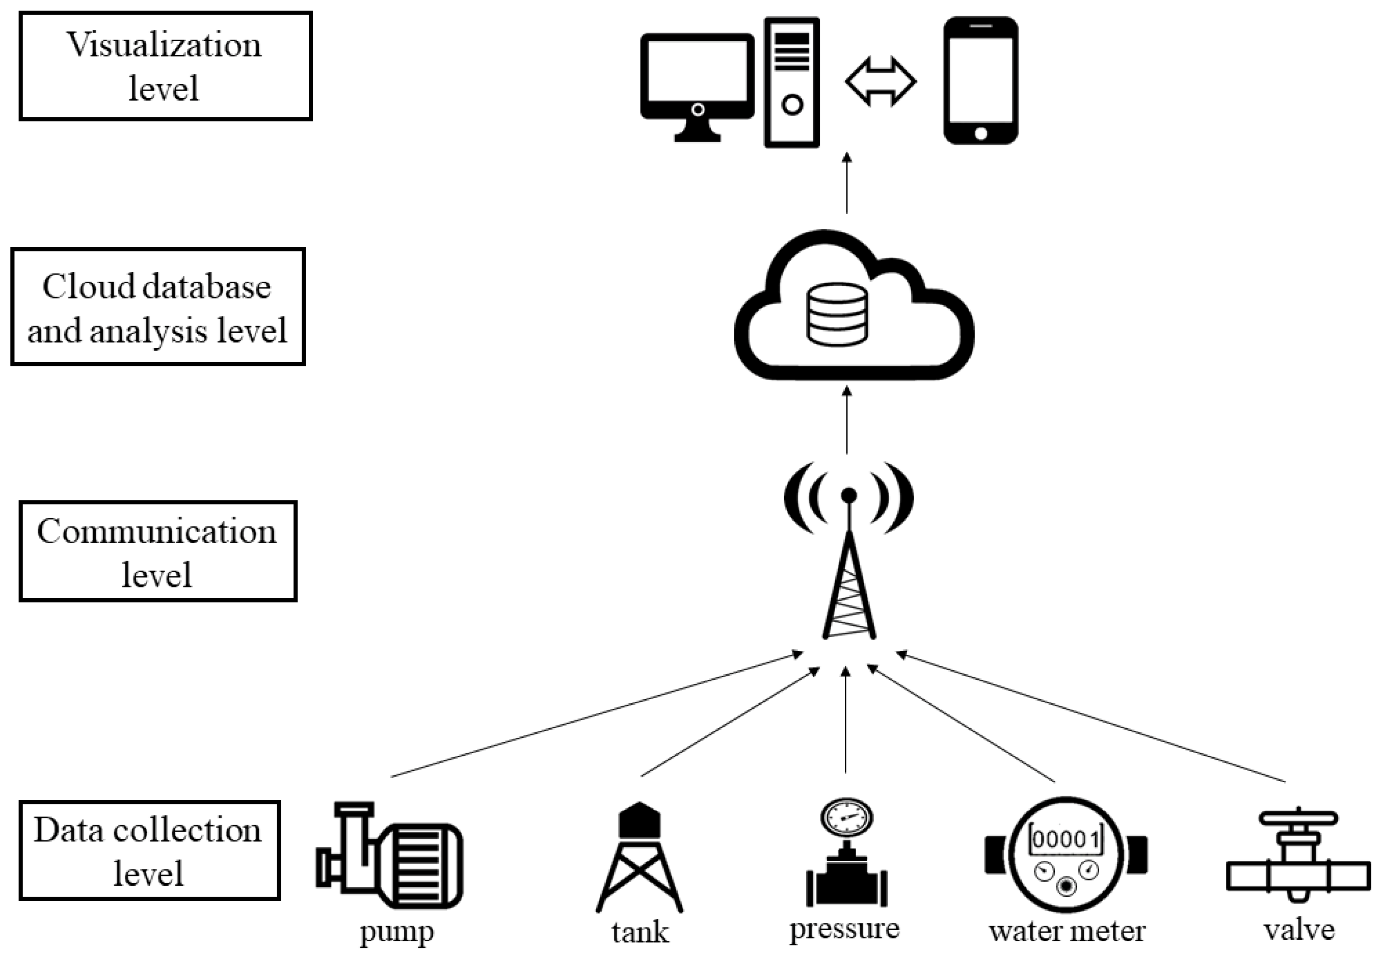 Visualization
level
Cloud database
and analysis level
Communication
level
Data collection
level
00001
pump
tank
pressure
water meter
valve